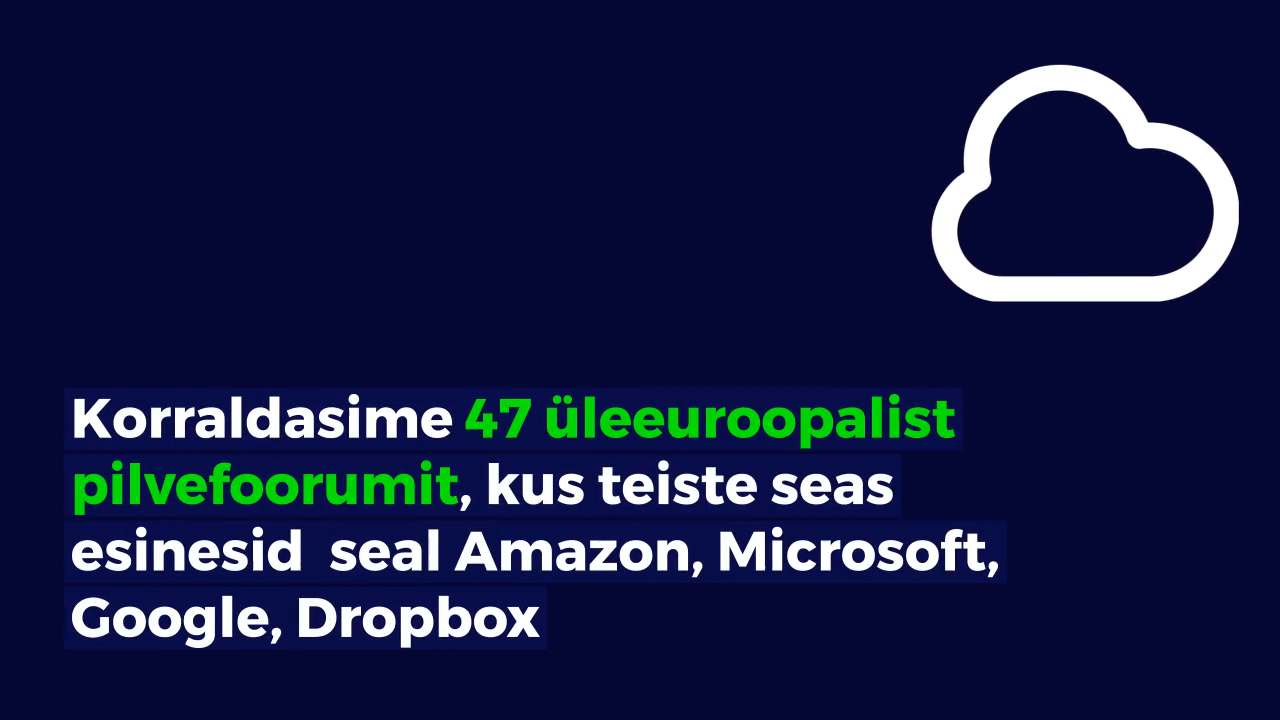 Korraldasime 47 üleeuroopalist
pilvefoorumit, kus teiste seas
esinesid  seal Amazon, Microsoft,
Google, Dropbox